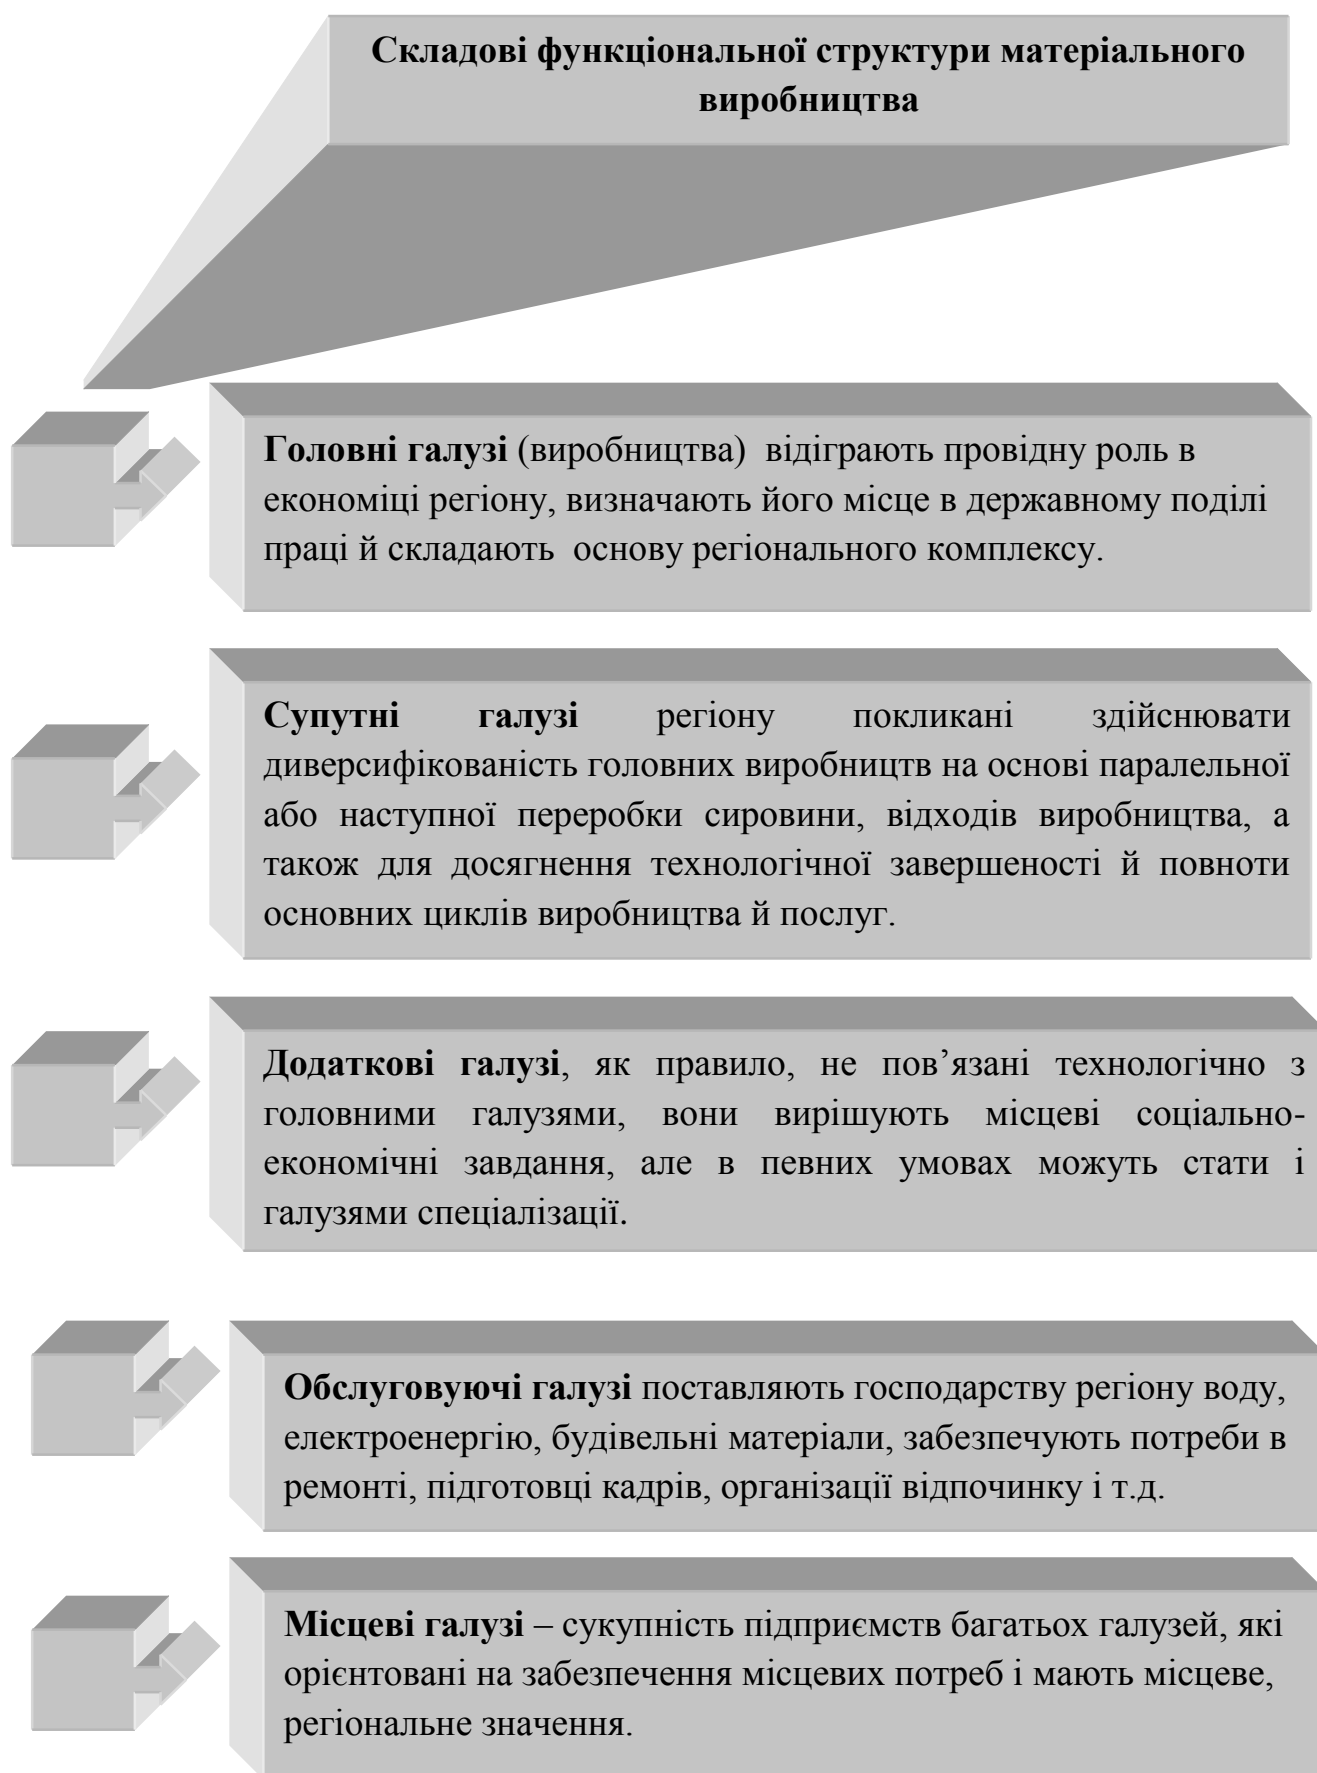 Складові функціональної структури матеріального
виробництва
Головні галузі (виробництва) відіграють провідну роль в
економіці регіону, визначають його місце в державному поділі
праці й складають основу регіонального комплексу.
Супутні галузі регіону покликані здійснювати
диверсифікованість головних виробництв на основі паралельної
або наступної переробки сировини, відходів виробництва, а
також для досягнення технологічної завершеності й повноти
основних циклів виробництва й послуг.
Додаткові галузі, як правило, не пов’язані технологічно з
головними галузями, вони вирішують місцеві соціально-
економічні завдання, але в певних умовах можуть стати і
галузями спеціалізації.
Обслуговуючі галузі поставляють господарству регіону воду,
електроенергію, будівельні матеріали, забезпечують потреби в
ремонті, підготовці кадрів, організації відпочинку і т.д.
Місцеві галузі – сукупність підприємств багатьох галузей, які
орієнтовані на забезпечення місцевих потреб і мають місцеве,
регіональне значення.